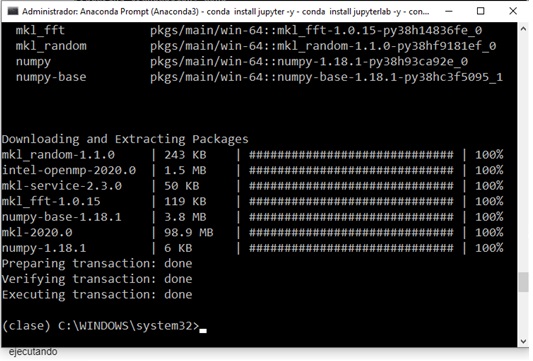 Administrador: Anaconda Prompt (Anaconda3) - conda install jupyter -y - conda install jupyterlab -y - con...
mkl_fft pkgs/main/win-64::mkl_fft-1.0.15-py38h14836fe_0
mkl_random pkgs/main/win-64::mkl_random-1.1.0-py38hf9181ef_0
numpy pkgs/main/win-64::numpy-1.18.1-py38h93ca92e_0
numpy-base pkgs/main/win-64::numpy-base-1.18.1-py38hc3f5095_1
Downloading and Extracting Packages
mkl_random-1.1.0 | 243 KB | ############################# | 100%
intel-openmp-2020.0 | 1.5 MB | ############################# | 100%
mkl-service-2.3.0 | 50 KB | ############################# | 100%
mkl_fft-1.0.15 | 119 KB | ############################# | 100%
numpy-base-1.18.1 | 3.8 MB | ############################# | 100%
mkl-2020.0 | 98.9 MB | ############################# | 100%
numpy-1.18.1 | 6 KB | ############################# | 100%
Preparing transaction: done
Verifying transaction: done
Executing transaction: done
(clase) C:\WINDOWS\system32>
ejecutando